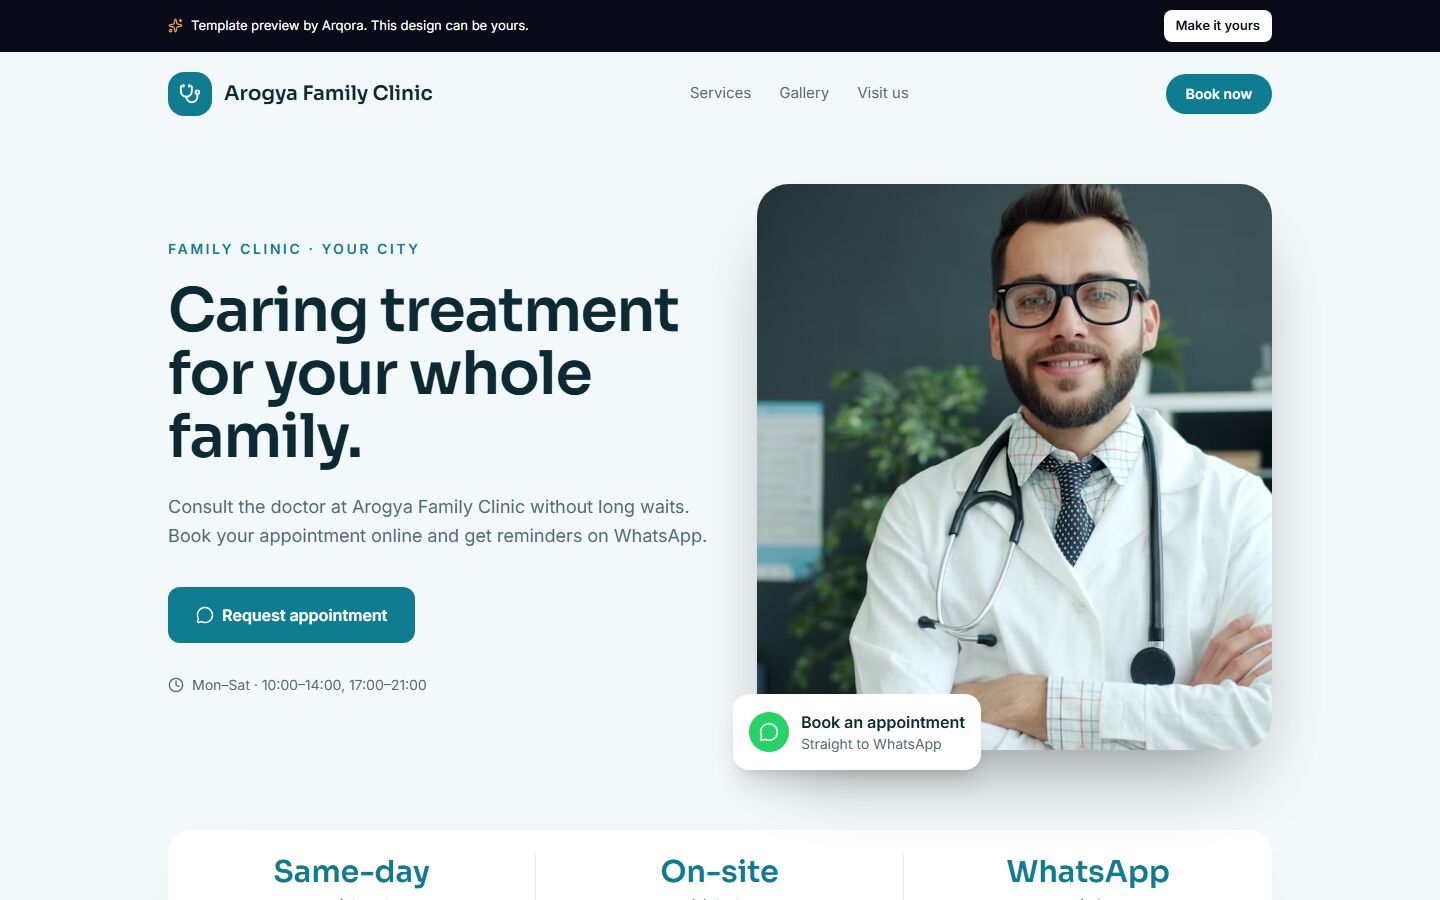 Template preview by Arqora. This design can be yours.
Make it yours
Arogya Family Clinic
Services
Gallery
Visit us
Book now
FAMILY CLINIC · YOUR CITY
Caring treatment
for your whole
family.
Consult the doctor at Arogya Family Clinic without long waits.
Book your appointment online and get reminders on WhatsApp.
Request appointment
Mon–Sat · 10:00–14:00, 17:00–21:00
Book an appointment
Straight to WhatsApp
Same-day
On-site
WhatsApp